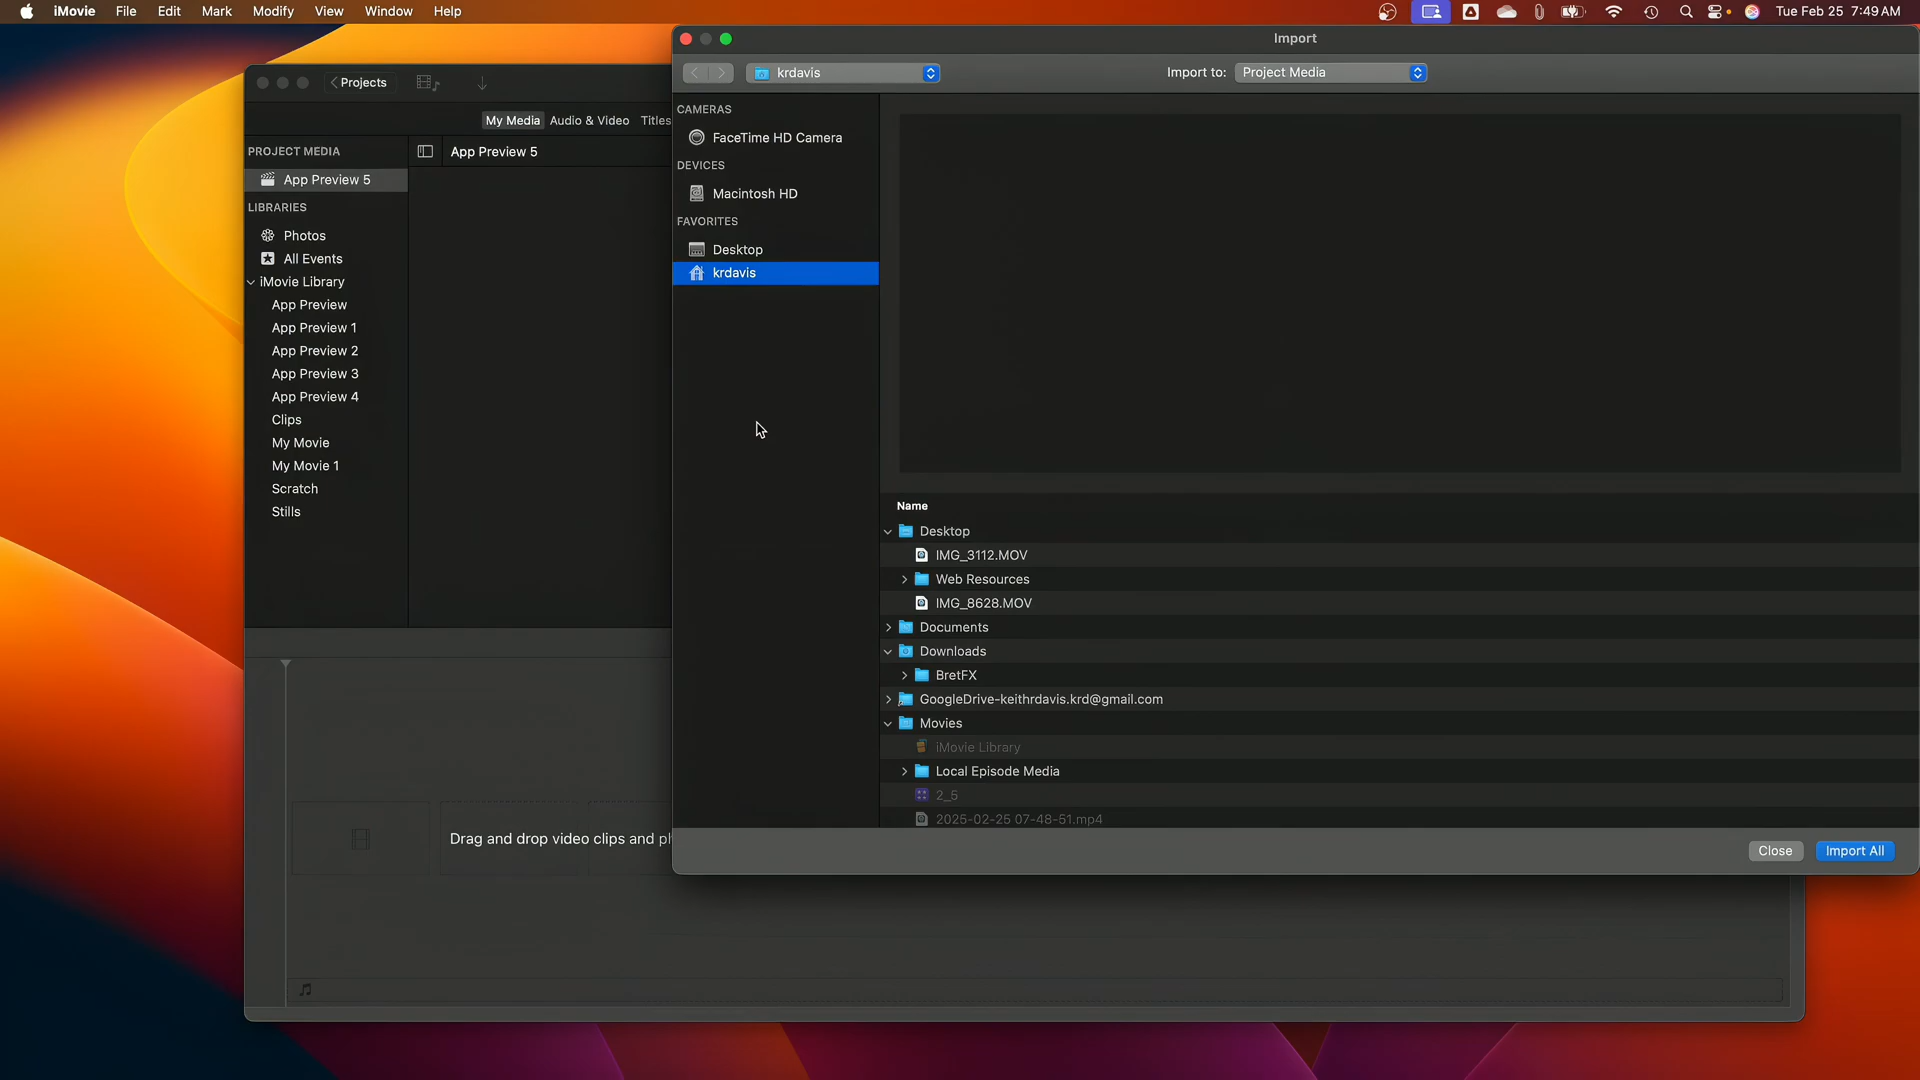 iMovie File Edit Mark Modify View Window Help
Tue Feb 25 7:49 AM
Projects
My Media Audio & Video Titles
PROJECT MEDIA
App Preview 5
App Preview 5
LIBRARIES
Photos
All Events
iMovie Library
App Preview
App Preview 1
App Preview 2
App Preview 3
App Preview 4
Clips
My Movie
My Movie 1
Scratch
Stills
Drag and drop video clips and
Import
krdavis
Import to: Project Media
CAMERAS
FaceTime HD Camera
DEVICES
Macintosh HD
FAVORITES
Desktop
krdavis
Name
Desktop
IMG_3112.MOV
Web Resources
IMG_8628.MOV
Documents
Downloads
BretFX
GoogleDrive-keithrdavis.krd@gmail.com
Movies
iMovie Library
Local Episode Media
2_5
2025-02-25 07-48-51.mp4
Close Import All